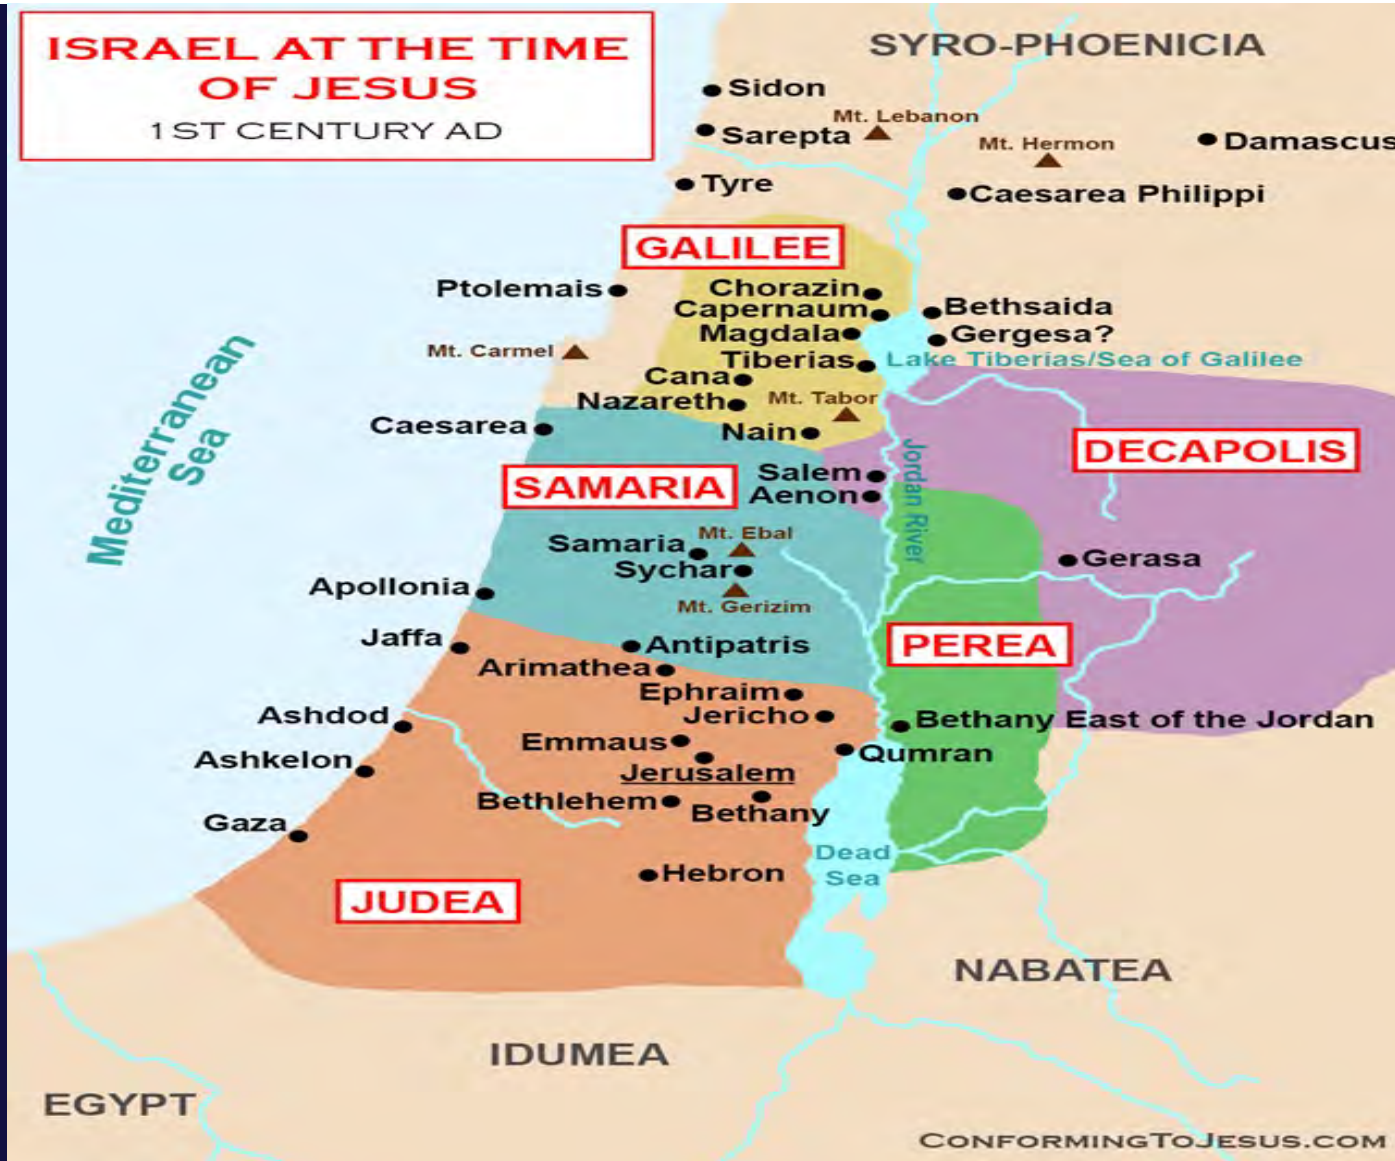 ISRAEL AT THE TIME
OF JESUS
1ST CENTURY AD
SYRO-PHOENICIA
Sidon
Mt. Lebanon
Sarepta
Mt. Hermon
Damascus
Tyre
Caesarea Philippi
GALILEE
Ptolemais
Chorazin
Capernaum
Bethsaida
Magdala
Gergesa?
Mt. Carmel
Tiberias
Lake Tiberias/Sea of Galilee
Cana
Nazareth
Mt. Tabor
Caesarea
Nain
Mediterranean
Sea
DECAPOLIS
SAMARIA
Salem
Aenon
Jordan River
Mt. Ebal
Samaria
Sychar
Gerasa
Apollonia
Mt. Gerizim
Jaffa
Antipatris
PEREA
Arimathea
Ephraim
Jericho
Ashdod
Bethany East of the Jordan
Emmaus
Qumran
Ashkelon
Jerusalem
Bethlehem
Bethany
Gaza
Dead
Sea
Hebron
JUDEA
NABATEA
IDUMEA
EGYPT
CONFORMINGTOJESUS.COM